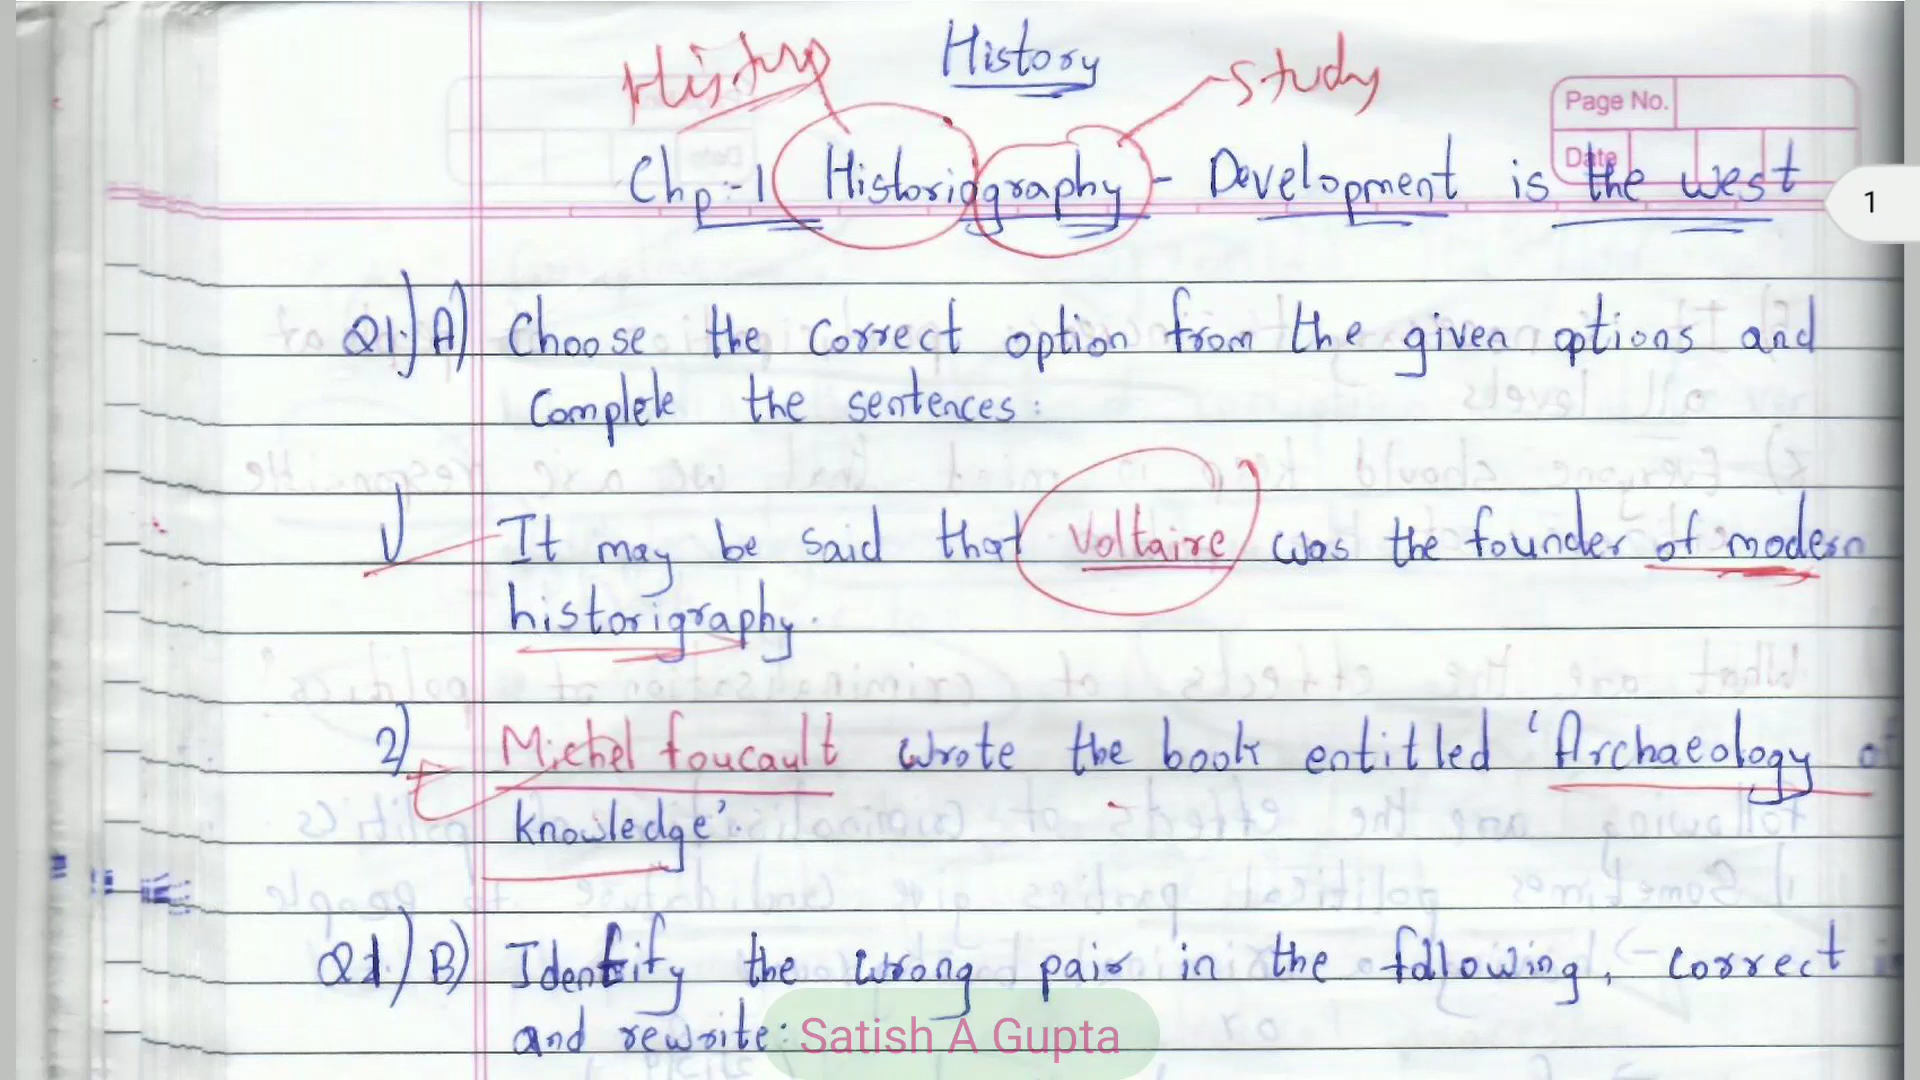 History
History
Study
Page No.
Date
Chp:-1 Historiography - Development is the west
Q1.) A) Choose the correct option from the given options and
complete the sentences:
1) It may be said that Voltaire was the founder of modern
historigraphy.
2) Michel foucault wrote the book entitled 'Archaeology of
knowledge'.
Q1.) B) Identify the wrong pair in the following, correct
and rewrite:
Satish A Gupta
1